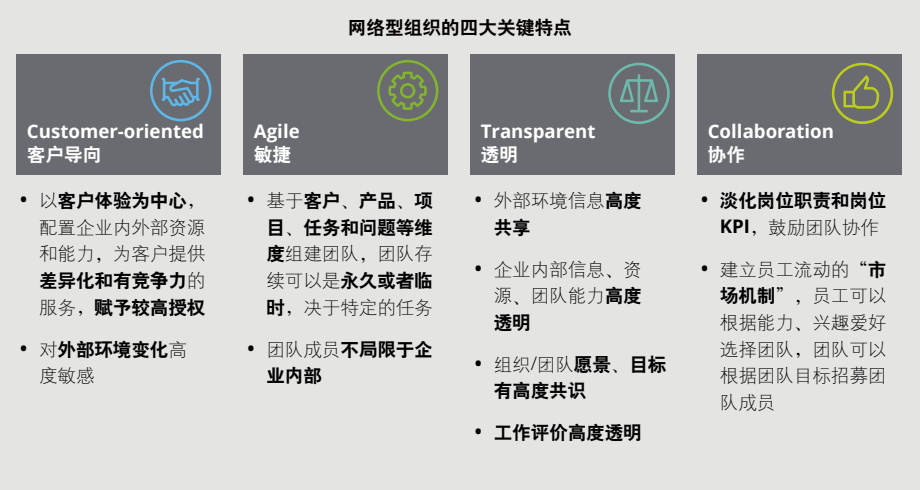 网络型组织的四大关键特点
Customer-oriented
客户导向
• 以客户体验为中心，
配置企业内外部资源
和能力，为客户提供
差异化和有竞争力的
服务，赋予较高授权
• 对外部环境变化高
度敏感
Agile
敏捷
• 基于客户、产品、项
目、任务和问题等维
度组建团队，团队存
续可以是永久或者临
时，决于特定的任务
• 团队成员不局限于企
业内部
Transparent
透明
• 外部环境信息高度
共享
• 企业内部信息、资
源、团队能力高度
透明
• 组织/团队愿景、目标
有高度共识
• 工作评价高度透明
Collaboration
协作
• 淡化岗位职责和岗位
KPI，鼓励团队协作
• 建立员工流动的“市
场机制”，员工可以
根据能力、兴趣爱好
选择团队，团队可以
根据团队目标招募团
队成员